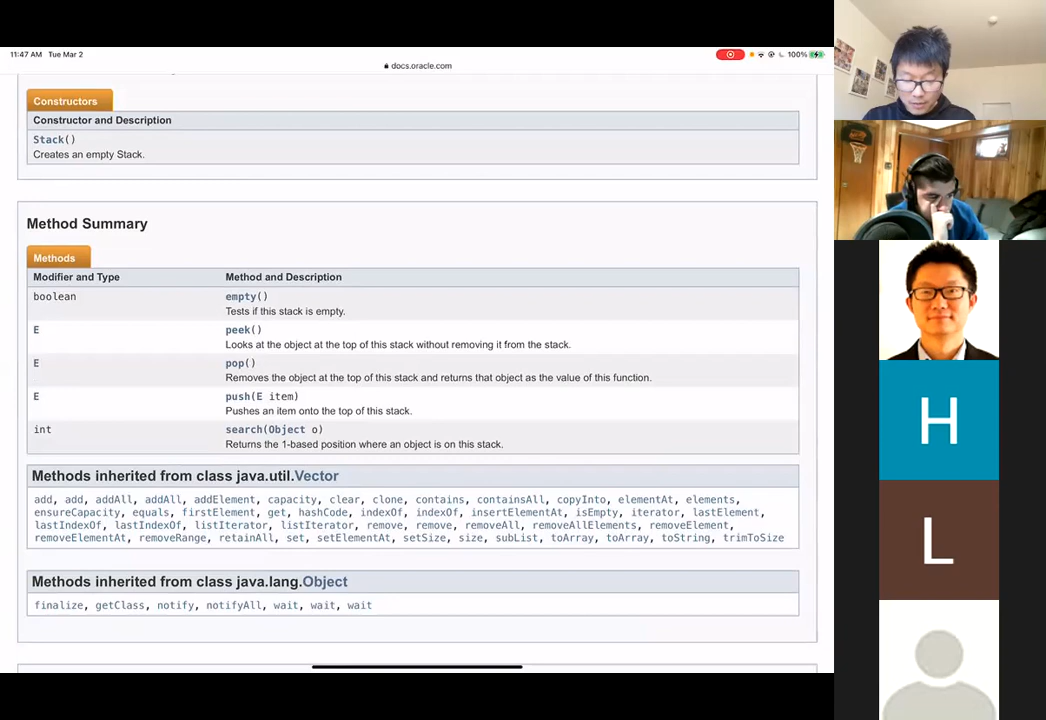 11:47 AM Tue Mar 2
100%
docs.oracle.com
Constructors
Constructor and Description
Stack()
Creates an empty Stack.
Method Summary
Methods
Modifier and Type Method and Description
boolean empty()
Tests if this stack is empty.
E peek()
Looks at the object at the top of this stack without removing it from the stack.
E pop()
Removes the object at the top of this stack and returns that object as the value of this function.
E push(E item)
Pushes an item onto the top of this stack.
int search(Object o)
Returns the 1-based position where an object is on this stack.
Methods inherited from class java.util.Vector
add, add, addAll, addAll, addElement, capacity, clear, clone, contains, containsAll, copyInto, elementAt, elements,
ensureCapacity, equals, firstElement, get, hashCode, indexOf, indexOf, insertElementAt, isEmpty, iterator, lastElement,
lastIndexOf, lastIndexOf, listIterator, listIterator, remove, remove, removeAll, removeAllElements, removeElement,
removeElementAt, removeRange, retainAll, set, setElementAt, setSize, size, subList, toArray, toArray, toString, trimToSize
Methods inherited from class java.lang.Object
finalize, getClass, notify, notifyAll, wait, wait, wait
H
L